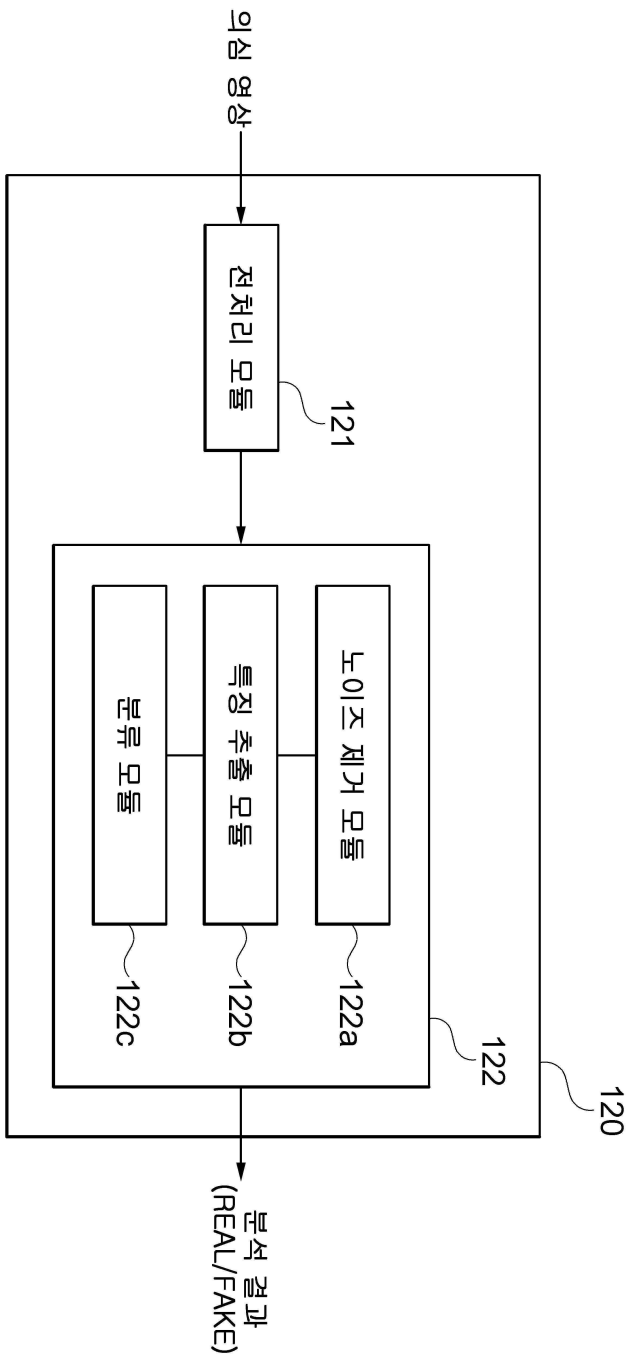 120
의심 영상
전처리 모듈
121
122
노이즈 제거 모듈
122a
특징 추출 모듈
122b
분류 모듈
122c
분석 결과
(REAL/FAKE)